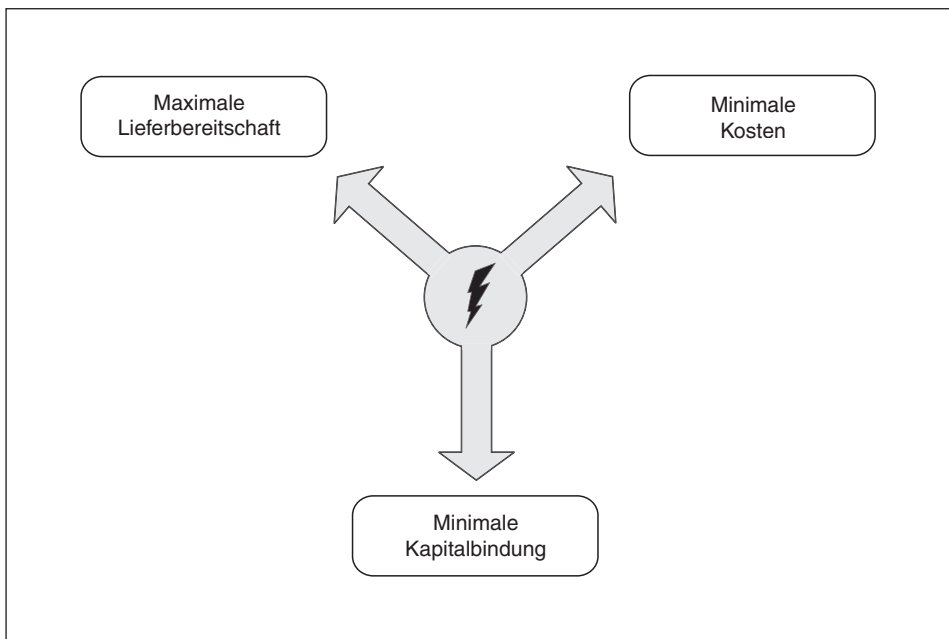 Maximale
Lieferbereitschaft
Minimale
Kosten
Minimale
Kapitalbindung